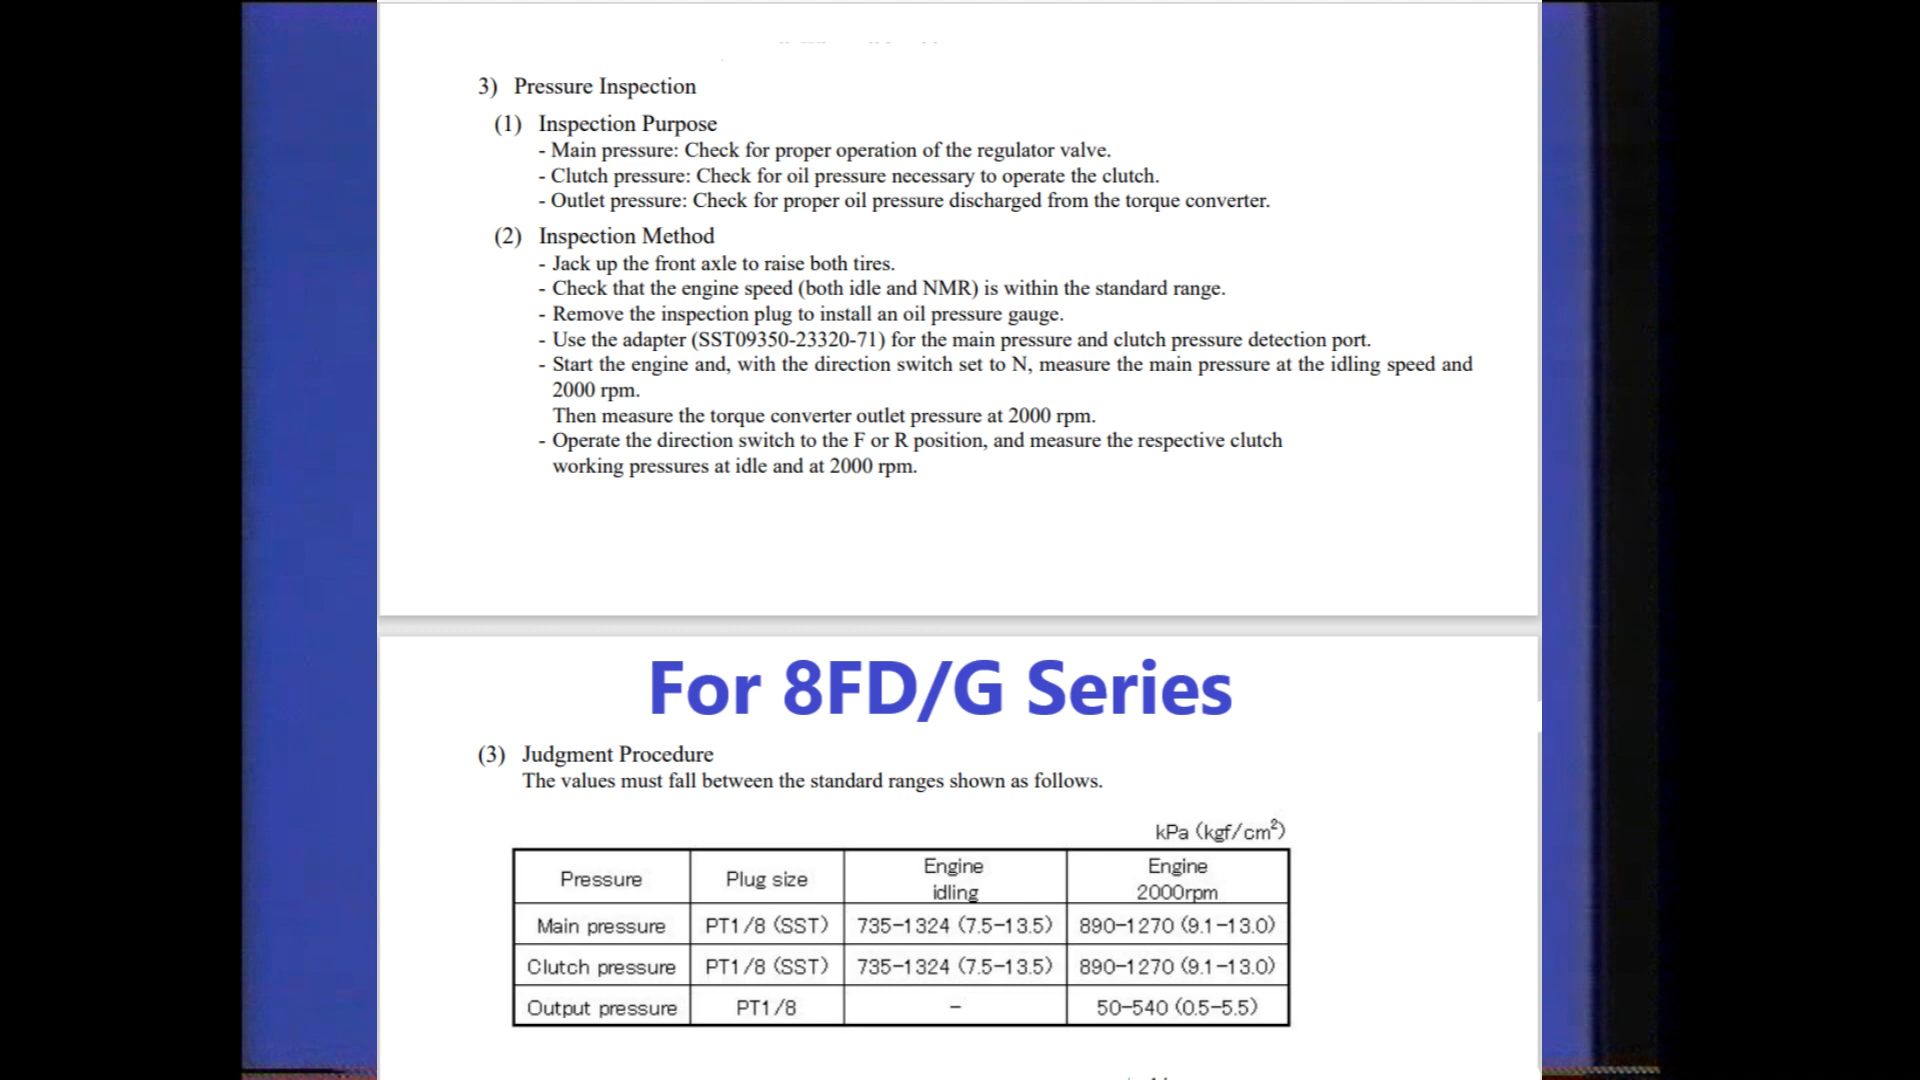 3) Pressure Inspection
(1) Inspection Purpose
- Main pressure: Check for proper operation of the regulator valve.
- Clutch pressure: Check for oil pressure necessary to operate the clutch.
- Outlet pressure: Check for proper oil pressure discharged from the torque converter.
(2) Inspection Method
- Jack up the front axle to raise both tires.
- Check that the engine speed (both idle and NMR) is within the standard range.
- Remove the inspection plug to install an oil pressure gauge.
- Use the adapter (SST09350-23320-71) for the main pressure and clutch pressure detection port.
- Start the engine and, with the direction switch set to N, measure the main pressure at the idling speed and
2000 rpm.
Then measure the torque converter outlet pressure at 2000 rpm.
- Operate the direction switch to the F or R position, and measure the respective clutch
working pressures at idle and at 2000 rpm.
For 8FD/G Series
(3) Judgment Procedure
The values must fall between the standard ranges shown as follows.
kPa (kgf/cm²)
Pressure Plug size Engine idling Engine 2000rpm
Main pressure PT1/8 (SST) 735-1324 (7.5-13.5) 890-1270 (9.1-13.0)
Clutch pressure PT1/8 (SST) 735-1324 (7.5-13.5) 890-1270 (9.1-13.0)
Output pressure PT1/8 - 50-540 (0.5-5.5)